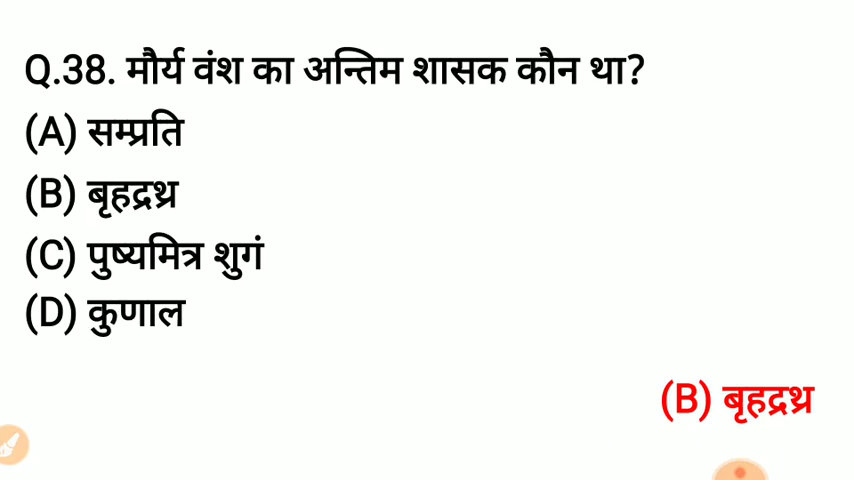 Q.38. मौर्य वंश का अन्तिम शासक कौन था?
(A) सम्प्रति
(B) बृहद्रथ्र
(C) पुष्यमित्र शुगं
(D) कुणाल
(B) बृहद्रथ्र